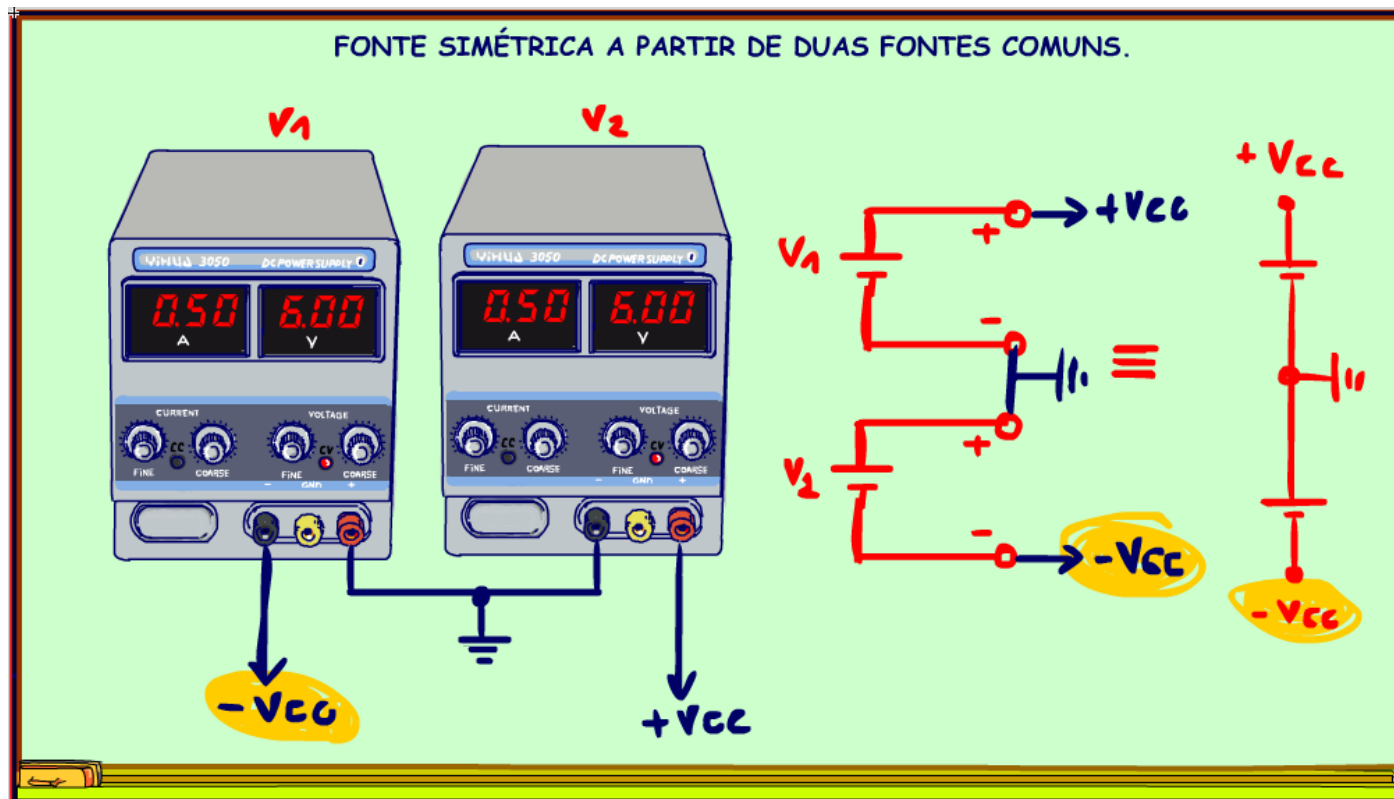 FONTE SIMÉTRICA A PARTIR DE DUAS FONTES COMUNS.
V1
YiHUA 3050 DC POWER SUPPLY
0.50 6.00
A V
CURRENT VOLTAGE
CC CV
FINE COARSE FINE COARSE
- GND +
-VCC
V2
YiHUA 3050 DC POWER SUPPLY
0.50 6.00
A V
CURRENT VOLTAGE
CC CV
FINE COARSE FINE COARSE
- GND +
+VCC
+VCC
+
V1
-
≡
+
V2
-
-VCC
+VCC
-VCC